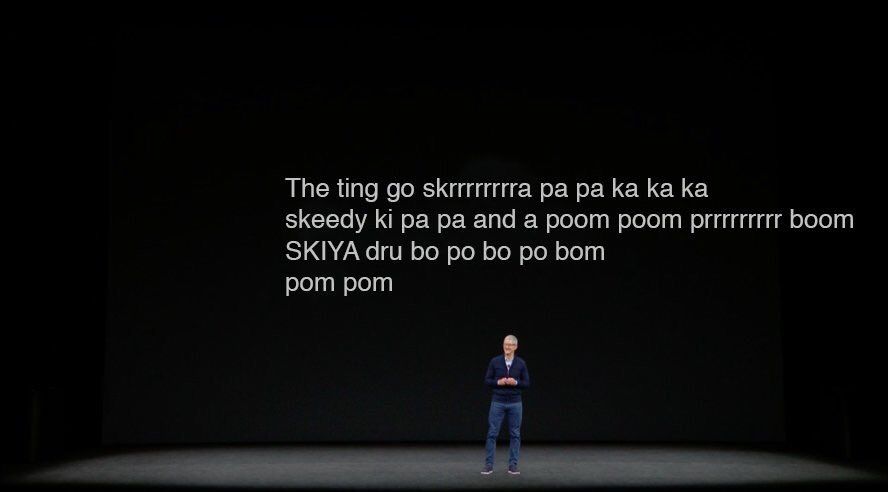 The ting go skrrrrrrrra pa pa ka ka ka
skeedy ki pa pa and a poom poom prrrrrrrrr boom
SKIYA dru bo po bo po bom
pom pom